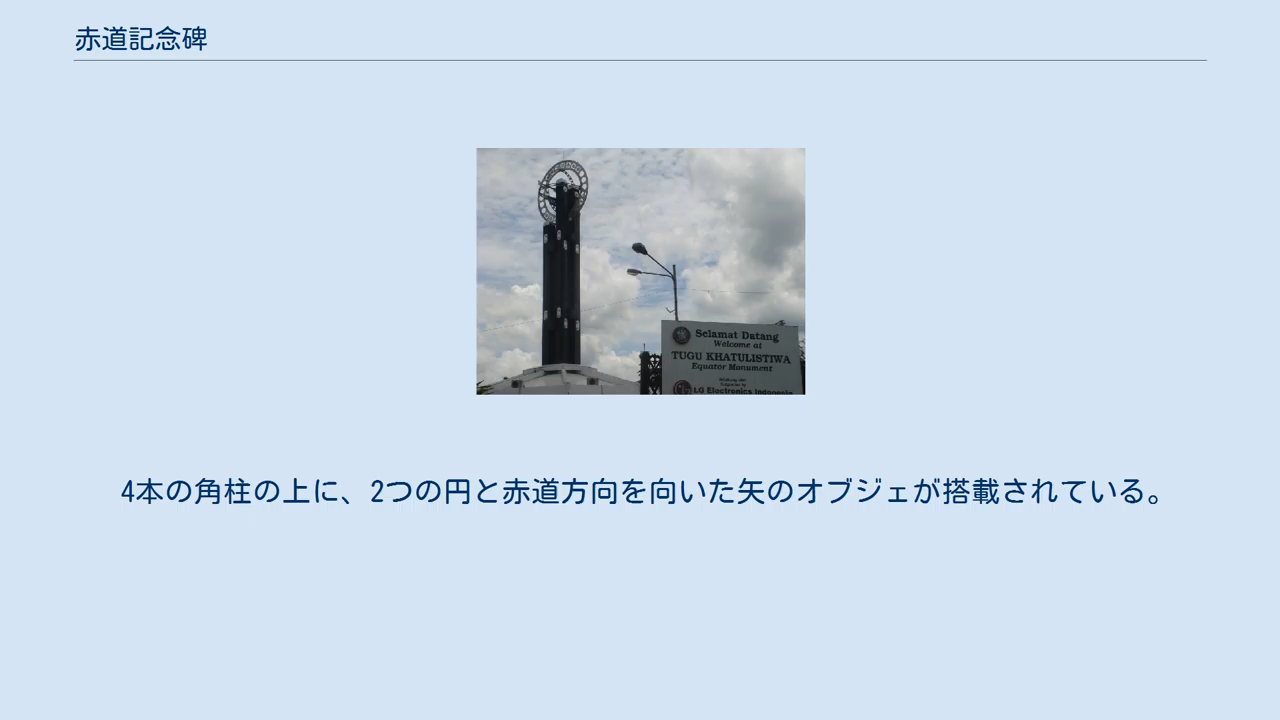 赤道記念碑
Selamat Datang
Welcome at
TUGU KHATULISTIWA
Equator Monument
LG Electronics Indonesia
4本の角柱の上に、2つの円と赤道方向を向いた矢のオブジェが搭載されている。